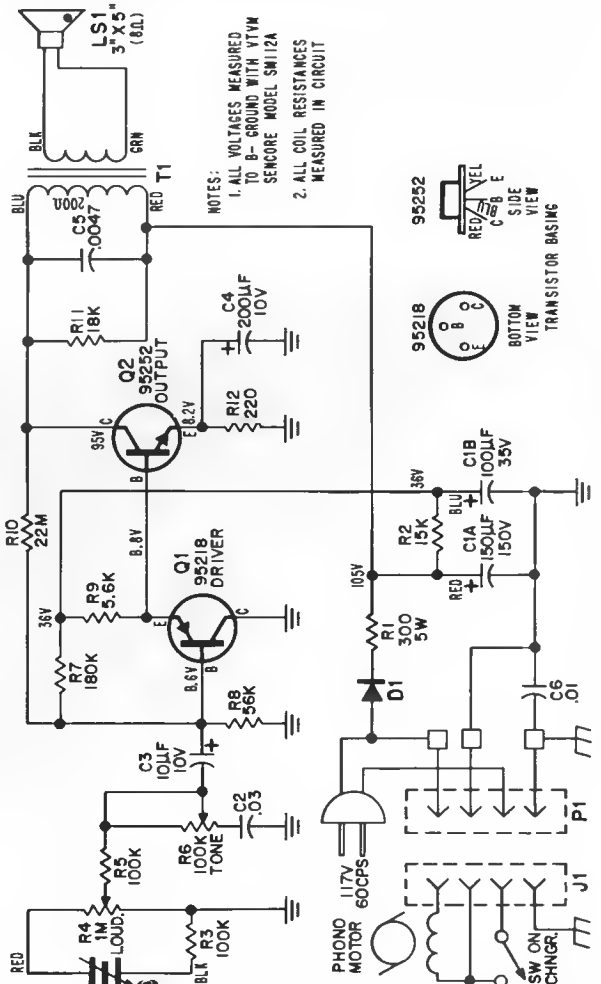 LS1
3" X 5"
(8Ω)
BLK
GRN
T1
BLU
200Ω
RED
C5
.0047
R11
18K
NOTES:
1. ALL VOLTAGES MEASURED
TO B- GROUND WITH VTVM
SENCORE MODEL SM112A
2. ALL COIL RESISTANCES
MEASURED IN CIRCUIT
C4
200µF
10V
+
Q2
95252
OUTPUT
95V
C
B
E
8.2V
R12
220
R10
22M
8.8V
36V
R9
5.6K
Q1
95218
DRIVER
E
B
C
8.6V
R7
180K
R8
56K
C3
10µF
10V
+
R5
100K
R6
100K
TONE
C2
.03
R4
1M
LOUD.
RED
BLK
R3
100K
95252
RED
BLU
YEL
C
B
E
SIDE
VIEW
95218
B
E
C
BOTTOM
VIEW
TRANSISTOR BASING
36V
BLU
+
C1B
100µF
35V
R2
15K
105V
RED
+
C1A
150µF
150V
R1
300
5W
D1
C6
.01
117V
60CPS
P1
J1
PHONO
MOTOR
SW ON
CHNGR.